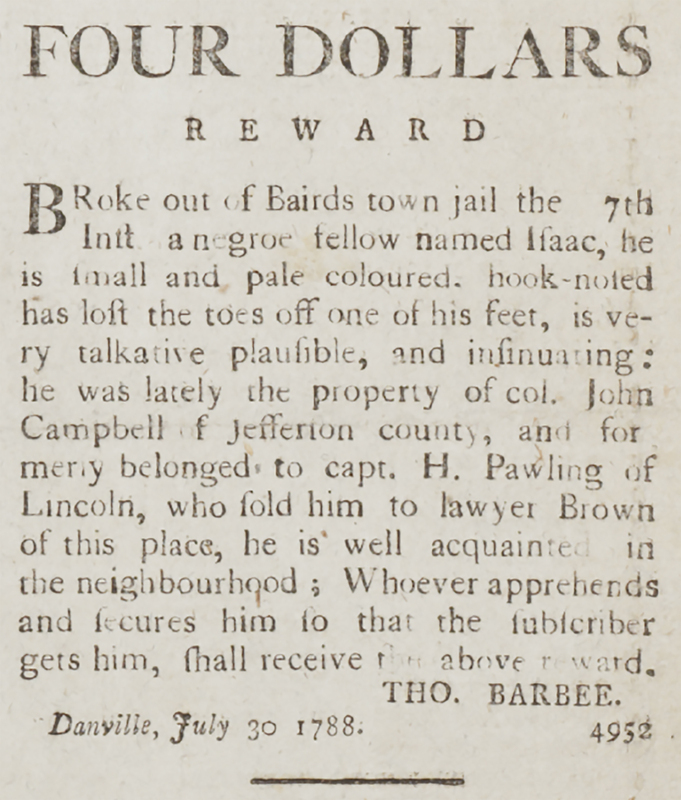 FOUR DOLLARS
REWARD
BRoke out of Bairds town jail the 7th
Inſt a negroe fellow named Iſaac, he
is ſmall and pale coloured. hook-noſed
has loſt the toes off one of his feet, is ve-
ry talkative plauſible, and inſinuating :
he was lately the property of col. John
Campbell of Jefferſon county, and for
merly belonged to capt. H. Pawling of
Lincoln, who ſold him to lawyer Brown
of this place, he is well acquainted in
the neighbourhood ; Whoever apprehends
and ſecures him ſo that the ſubſcriber
gets him, ſhall receive the above reward.
THO. BARBEE.
Danville, July 30 1788. 4952